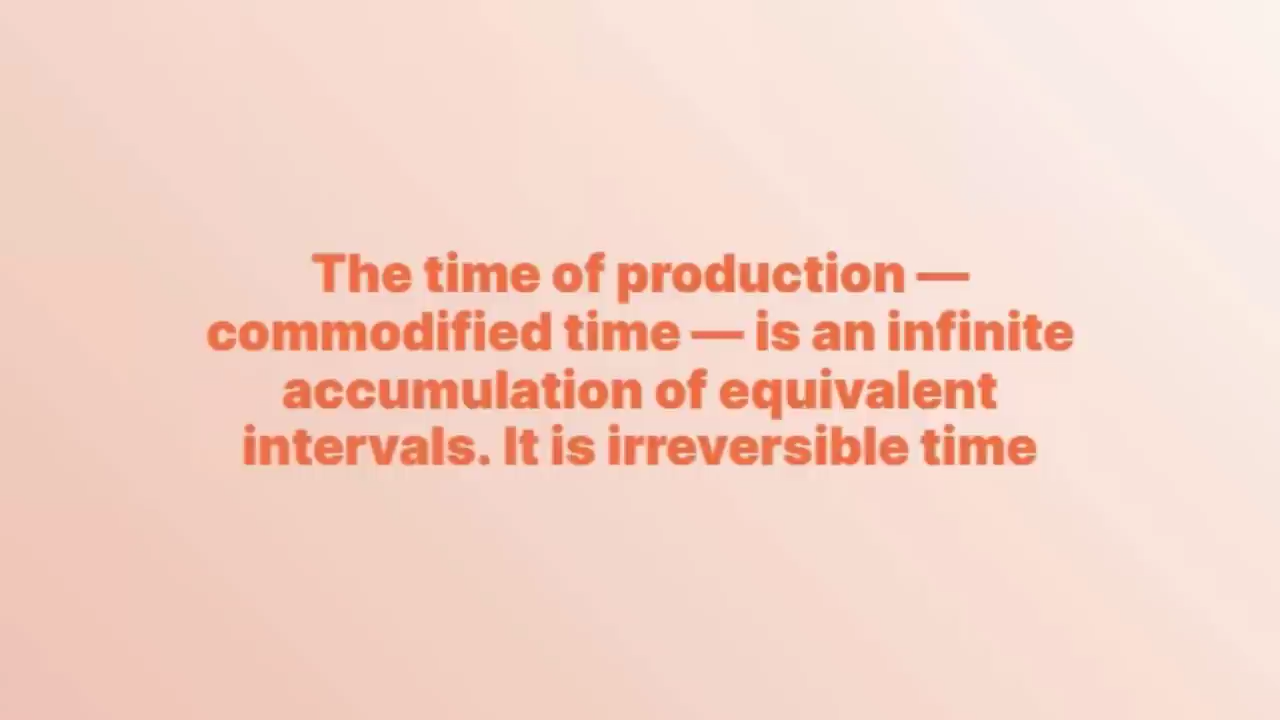 The time of production —
commodified time — is an infinite
accumulation of equivalent
intervals. It is irreversible time